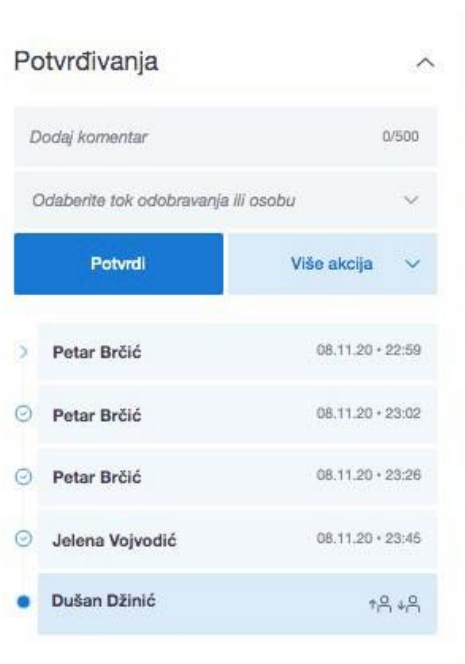 Potvrđivanja
Dodaj komentar 0/500
Odaberite tok odobravanja ili osobu
Potvrdi Više akcija
Petar Brčić 08.11.20 • 22:59
Petar Brčić 08.11.20 • 23:02
Petar Brčić 08.11.20 • 23:26
Jelena Vojvodić 08.11.20 • 23:45
Dušan Džinić